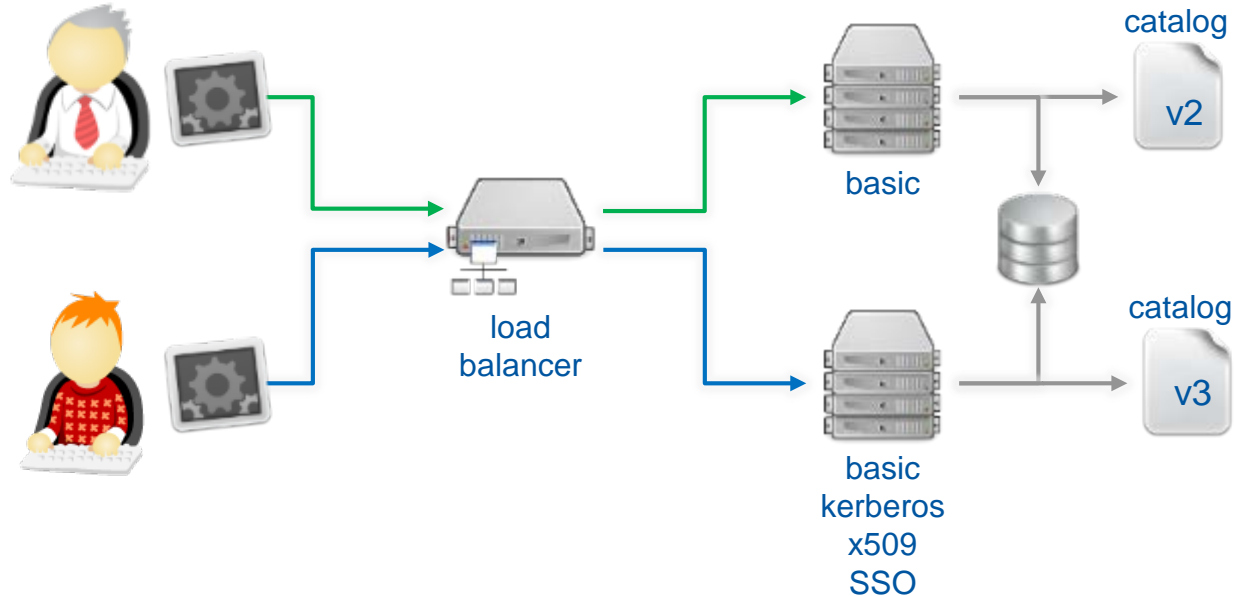 catalog
v2
basic
load
balancer
catalog
v3
basic
kerberos
x509
SSO